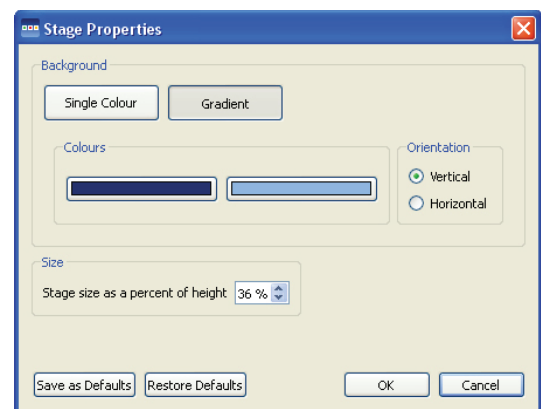 Stage Properties
Background
Single Colour Gradient
Colours Orientation
Vertical
Horizontal
Size
Stage size as a percent of height 36 %
Save as Defaults Restore Defaults OK Cancel